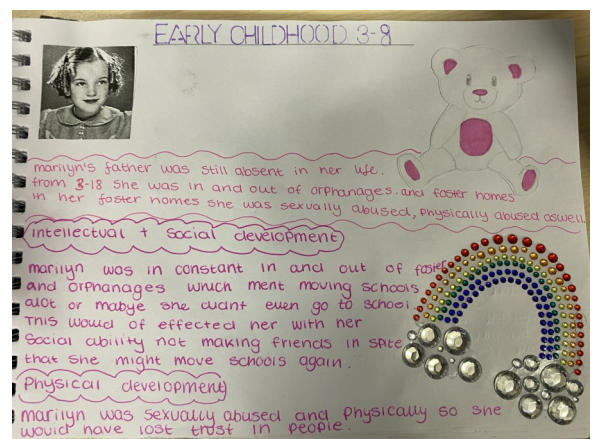 EARLY CHILDHOOD 3-8
marilyn's father was still absent in her life.
from 3-18 she was in and out of orphanages. and foster homes
in her foster homes she was sexually abused, physically abused aswell.
intellectual + social development
marilyn was in constant in and out of foster
and orphanages which ment moving schools
alot or mabye she didnt even go to school.
This would of effected her with her
social ability not making friends in spite
that she might move schools again.
Physical development
marilyn was sexually abused and physically so she
would have lost trust in people.